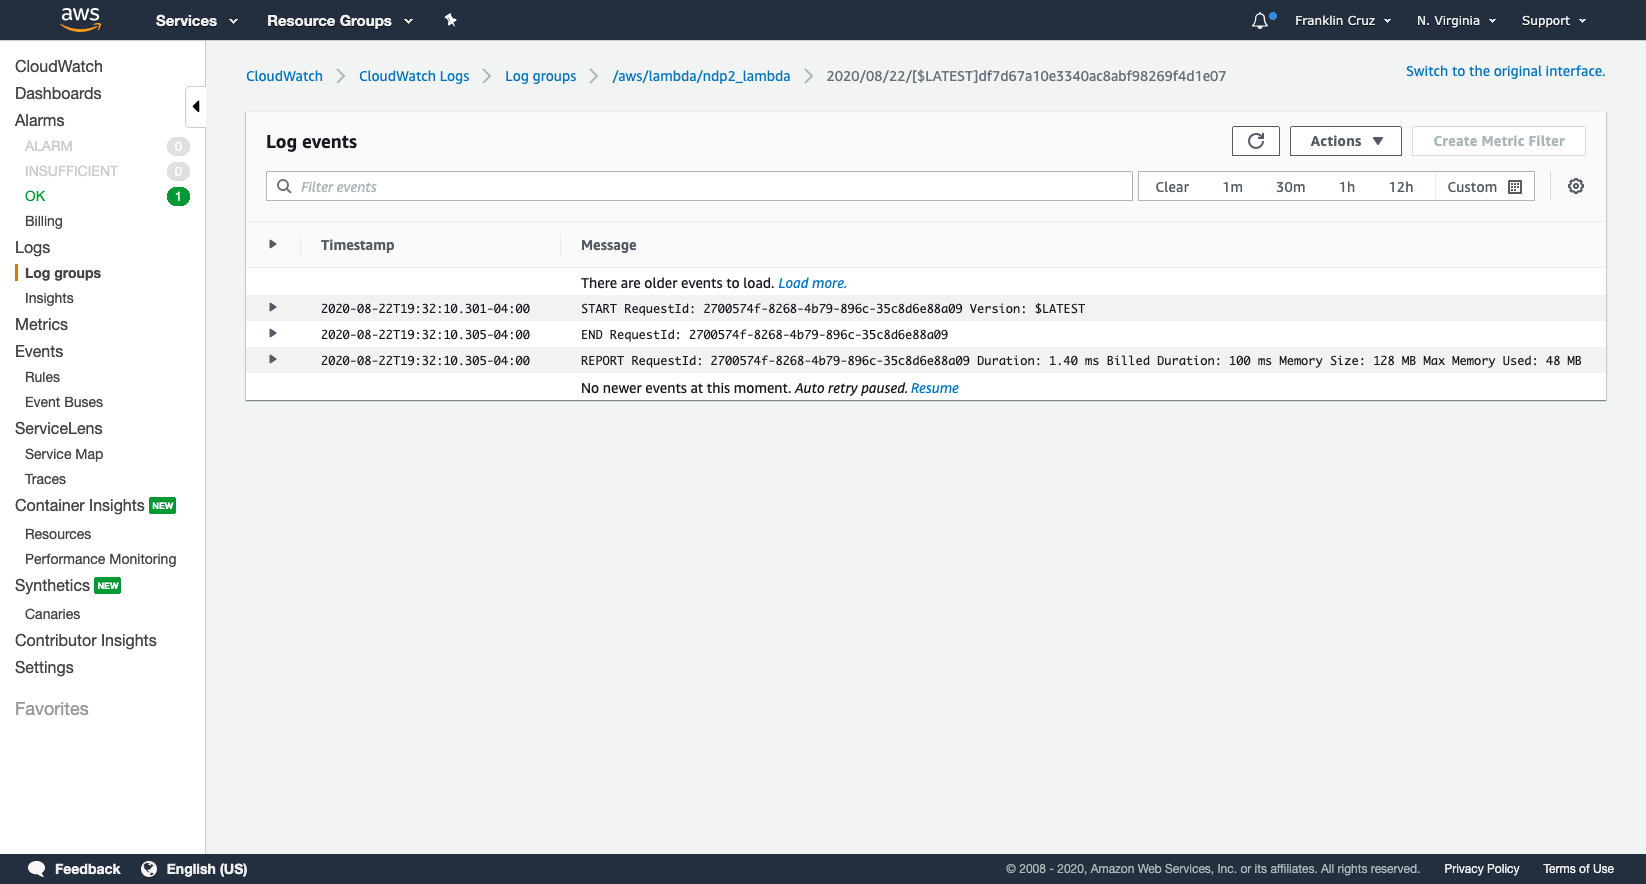 aws Services Resource Groups Franklin Cruz N. Virginia Support
CloudWatch
Dashboards
Alarms
ALARM 0
INSUFFICIENT 0
OK 1
Billing
Logs
Log groups
Insights
Metrics
Events
Rules
Event Buses
ServiceLens
Service Map
Traces
Container Insights NEW
Resources
Performance Monitoring
Synthetics NEW
Canaries
Contributor Insights
Settings
Favorites
CloudWatch CloudWatch Logs Log groups /aws/lambda/ndp2_lambda 2020/08/22/[$LATEST]df7d67a10e3340ac8abf98269f4d1e07
Switch to the original interface.
Log events
Actions Create Metric Filter
Filter events Clear 1m 30m 1h 12h Custom
Timestamp Message
There are older events to load. Load more.
2020-08-22T19:32:10.301-04:00 START RequestId: 2700574f-8268-4b79-896c-35c8d6e88a09 Version: $LATEST
2020-08-22T19:32:10.305-04:00 END RequestId: 2700574f-8268-4b79-896c-35c8d6e88a09
2020-08-22T19:32:10.305-04:00 REPORT RequestId: 2700574f-8268-4b79-896c-35c8d6e88a09 Duration: 1.40 ms Billed Duration: 100 ms Memory Size: 128 MB Max Memory Used: 48 MB
No newer events at this moment. Auto retry paused. Resume
Feedback English (US) © 2008 - 2020, Amazon Web Services, Inc. or its affiliates. All rights reserved. Privacy Policy Terms of Use